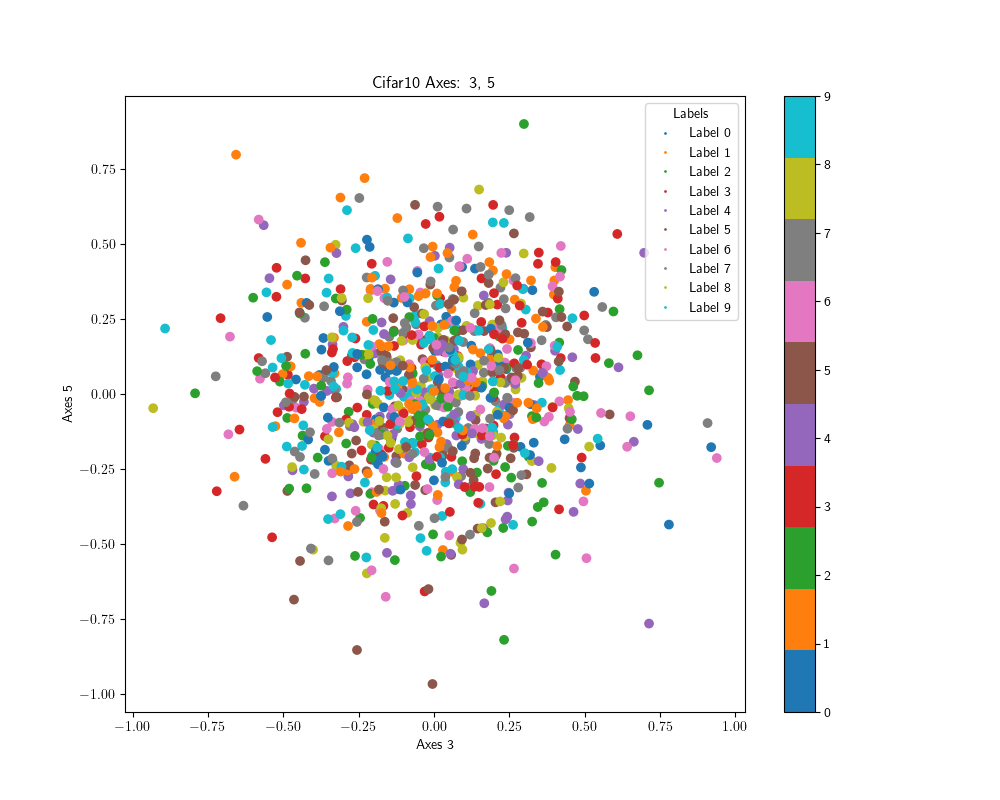 Cifar10 Axes: 3, 5
Labels
Label 0
Label 1
Label 2
Label 3
Label 4
Label 5
Label 6
Label 7
Label 8
Label 9
0.75
0.50
0.25
0.00
−0.25
−0.50
−0.75
−1.00
Axes 5
−1.00 −0.75 −0.50 −0.25 0.00 0.25 0.50 0.75 1.00
Axes 3
9
8
7
6
5
4
3
2
1
0